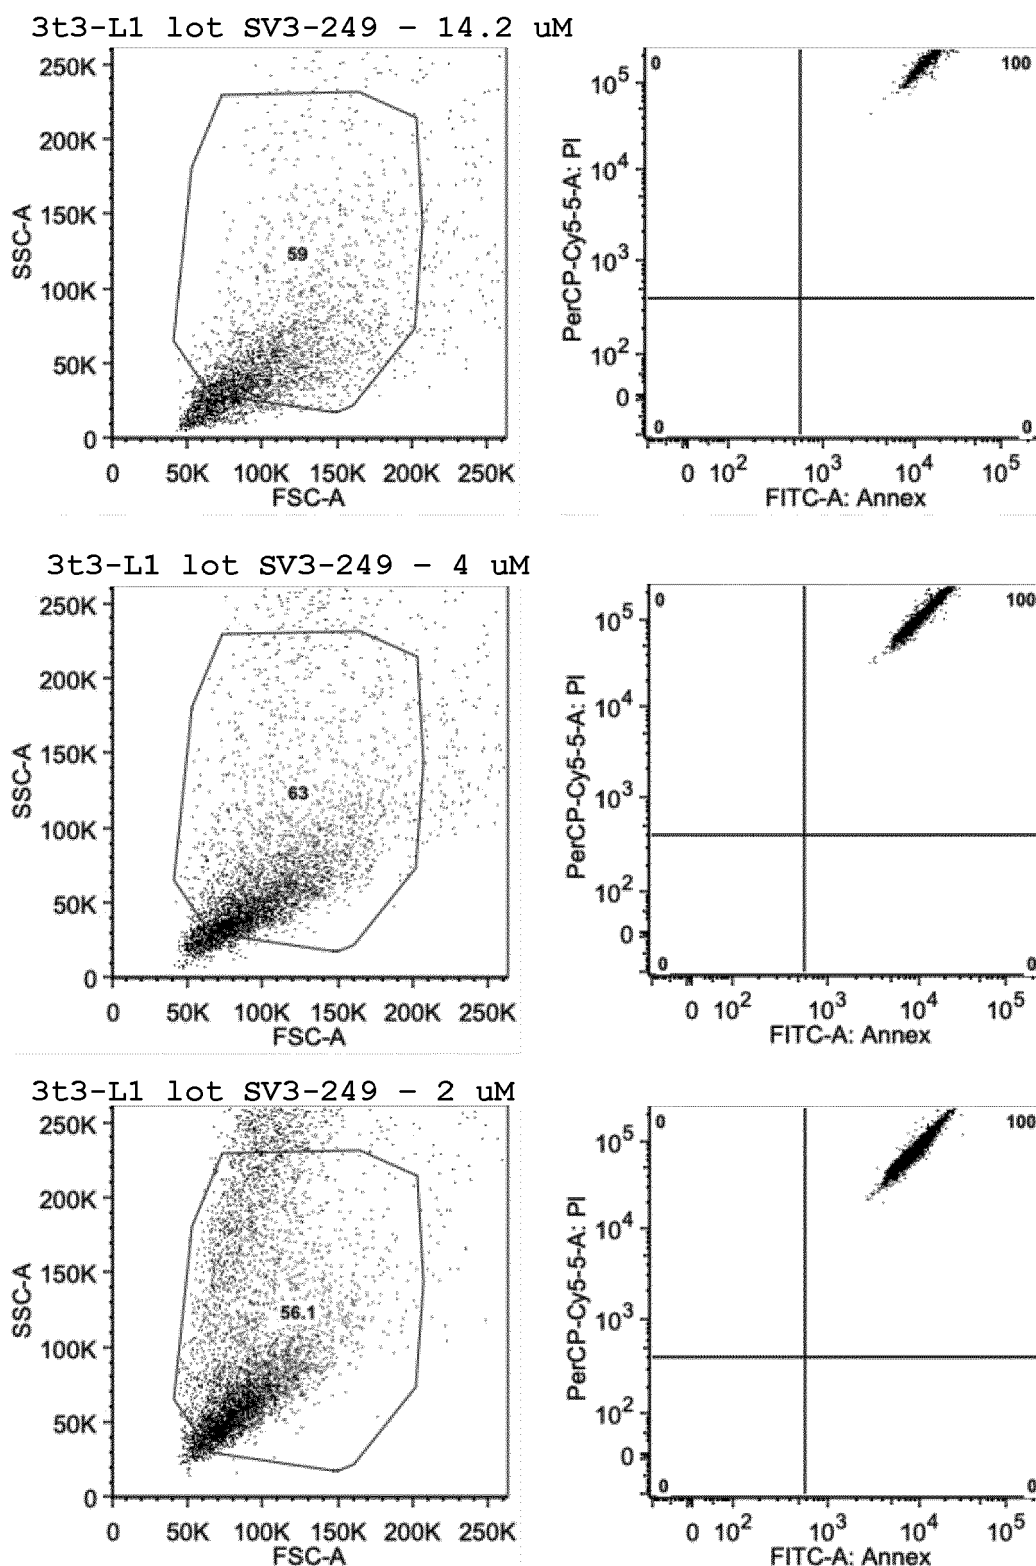 3t3-L1 lot SV3-249 – 14.2 uM
250K
200K
150K
100K
50K
0
SSC-A
59
0 50K 100K 150K 200K 250K
FSC-A
0 100
10^5
10^4
10^3
10^2
0
PerCP-Cy5-5-A: PI
0 0
0 10^2 10^3 10^4 10^5
FITC-A: Annex
3t3-L1 lot SV3-249 – 4 uM
250K
200K
150K
100K
50K
0
SSC-A
63
0 50K 100K 150K 200K 250K
FSC-A
0 100
10^5
10^4
10^3
10^2
0
PerCP-Cy5-5-A: PI
0 0
0 10^2 10^3 10^4 10^5
FITC-A: Annex
3t3-L1 lot SV3-249 – 2 uM
250K
200K
150K
100K
50K
0
SSC-A
56.1
0 50K 100K 150K 200K 250K
FSC-A
0 100
10^5
10^4
10^3
10^2
0
PerCP-Cy5-5-A: PI
0 0
0 10^2 10^3 10^4 10^5
FITC-A: Annex